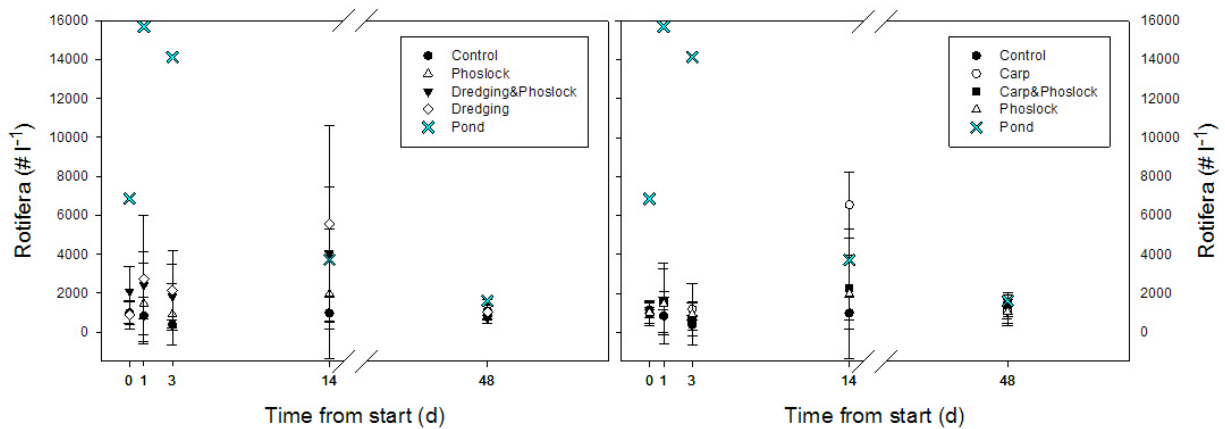 16000
14000
12000
10000
8000
6000
4000
2000
0
Rotifera (# l⁻¹)
Control
Phoslock
Dredging&Phoslock
Dredging
Pond
0 1 3 14 48
Time from start (d)
Control
Carp
Carp&Phoslock
Phoslock
Pond
0 1 3 14 48
Time from start (d)
16000
14000
12000
10000
8000
6000
4000
2000
0
Rotifera (# l⁻¹)